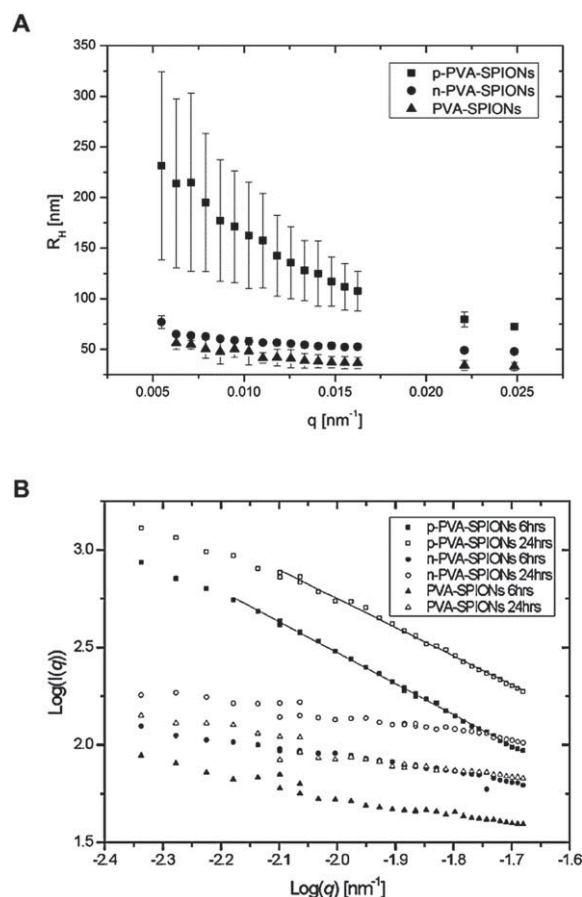 A
350
300
250
200
150
100
50
R_H [nm]
p-PVA-SPIONs
n-PVA-SPIONs
PVA-SPIONs
0.005 0.010 0.015 0.020 0.025
q [nm⁻¹]
B
3.0
2.5
2.0
1.5
Log(I(q))
p-PVA-SPIONs 6hrs
p-PVA-SPIONs 24hrs
n-PVA-SPIONs 6hrs
n-PVA-SPIONs 24hrs
PVA-SPIONs 6hrs
PVA-SPIONs 24hrs
-2.4 -2.3 -2.2 -2.1 -2.0 -1.9 -1.8 -1.7 -1.6
Log(q) [nm⁻¹]